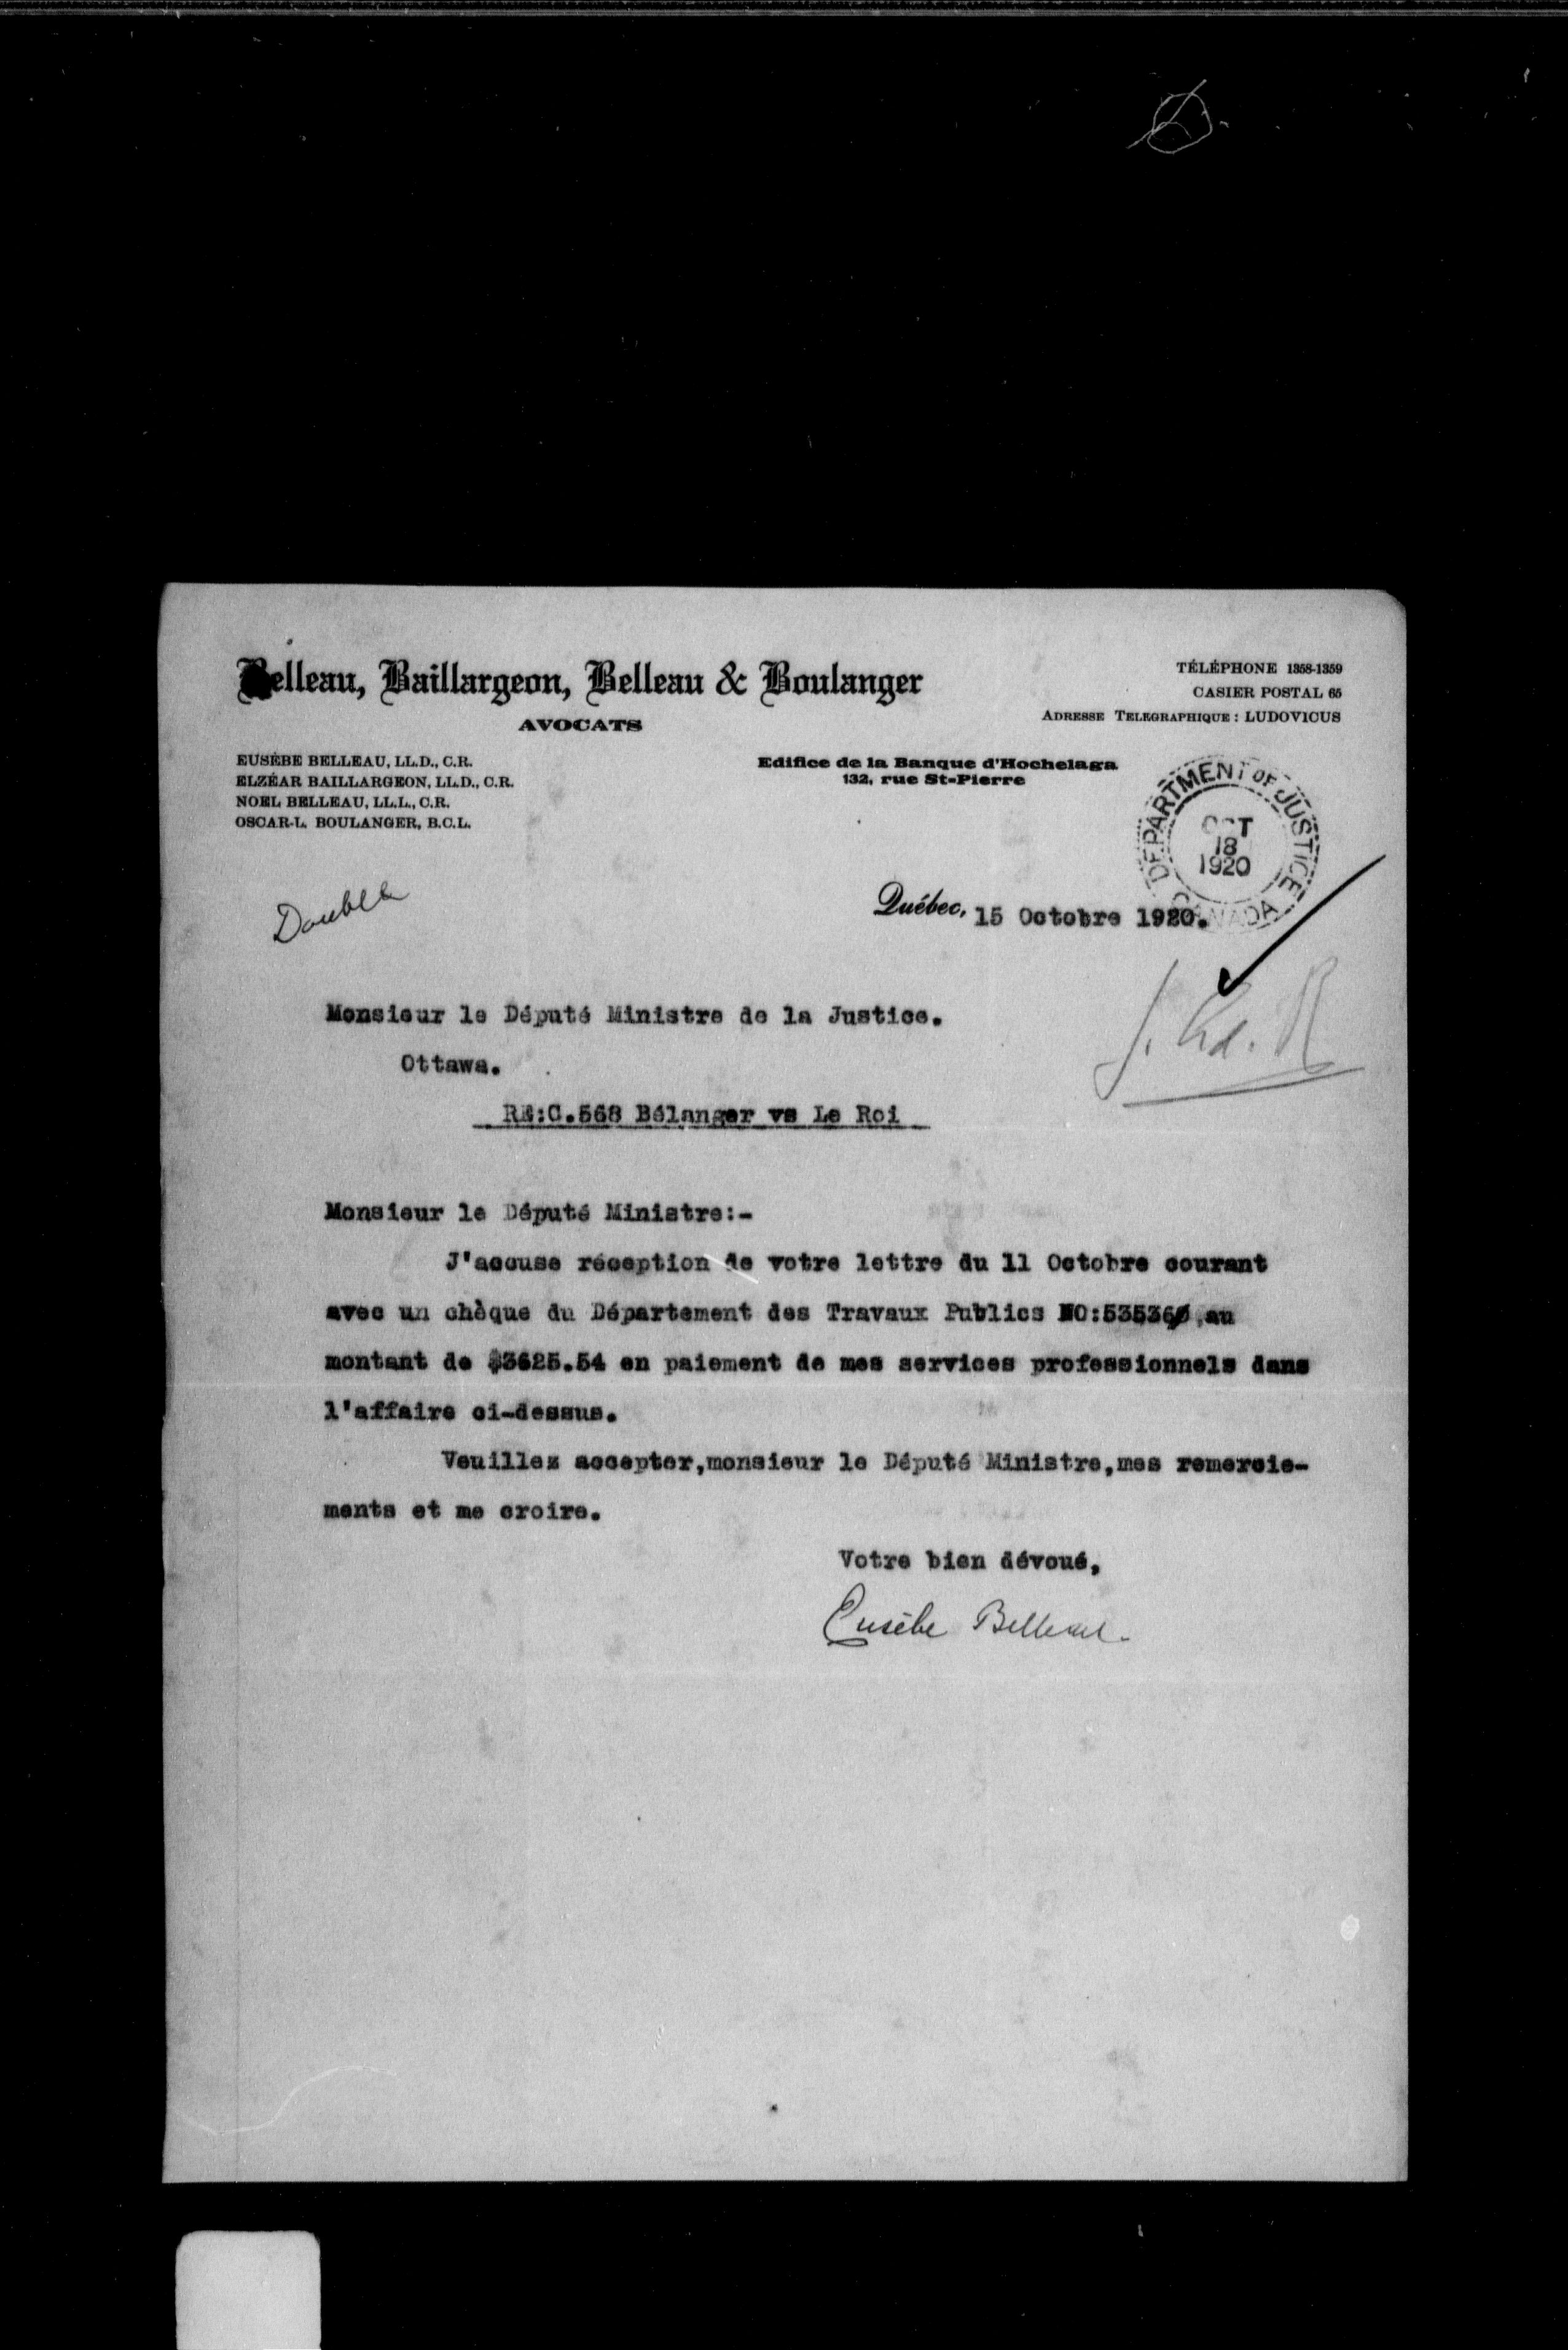 Belleau, Baillargeon, Belleau & Boulanger
AVOCATS
TÉLÉPHONE 1358-1359
CASIER POSTAL 65
ADRESSE TELEGRAPHIQUE : LUDOVICUS
EUSÈBE BELLEAU, LL.D., C.R.
ELZÉAR BAILLARGEON, LL.D., C.R.
NOEL BELLEAU, LL.L., C.R.
OSCAR-L. BOULANGER, B.C.L.
Edifice de la Banque d'Hochelaga
132, rue St-Pierre
DEPARTMENT OF JUSTICE
OCT
18
1920
CANADA
Double
Québec, 15 Octobre 1920.
Monsieur le Député Ministre de la Justice.
Ottawa.
RE:C.568 Bélanger vs Le Roi
Monsieur le Député Ministre:-
J'accuse réception de votre lettre du 11 Octobre courant
avec un chèque du Département des Travaux Publics au
montant de $3625.54 en paiement de mes services professionnels dans
l'affaire ci-dessus.
Veuillez accepter,monsieur le Député Ministre,mes remercie-
ments et me croire.
Votre bien dévoué,
Eusèbe Belleau.